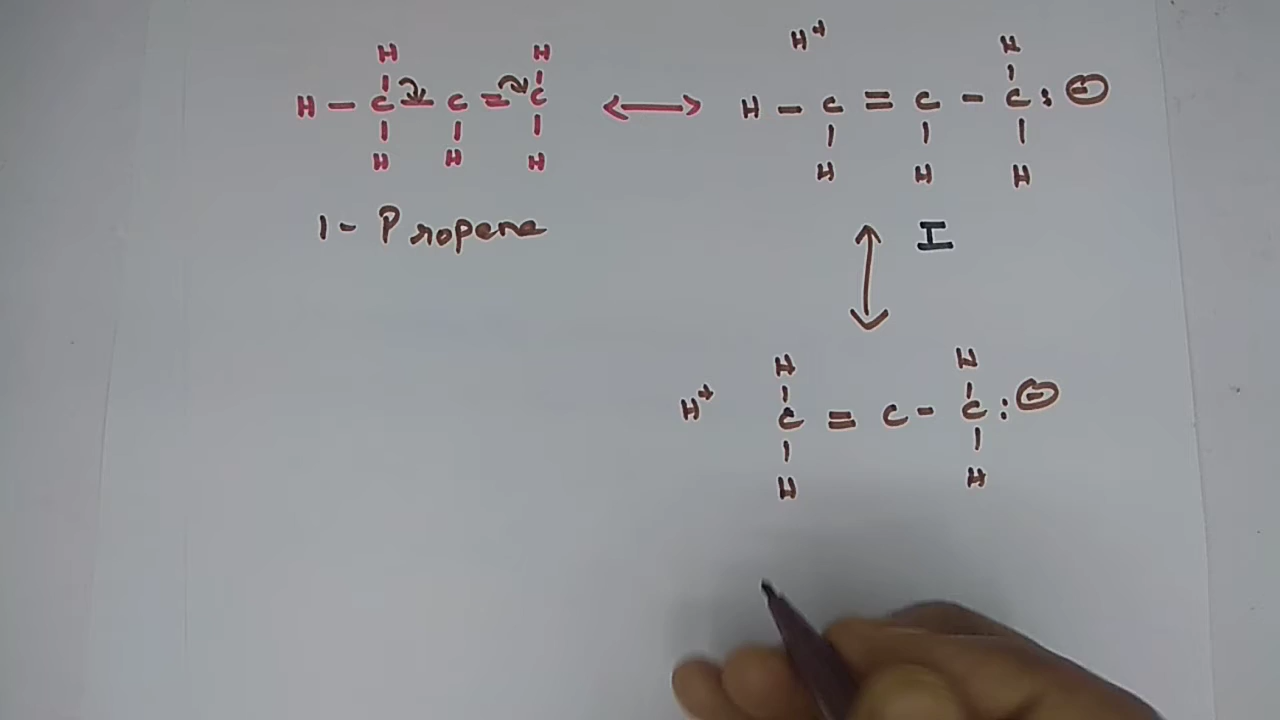 H H H⁺ H
H – C – C = C ⟷ H – C = C – C : ⊖
H H H H H H
1 - Propene
I
H⁺ H H
C = C – C : ⊖
H H